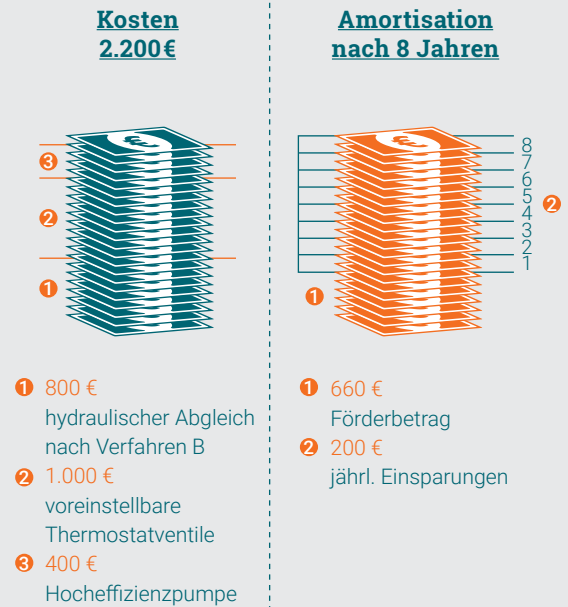 Kosten
2.200€
3
2
1
1 800 €
hydraulischer Abgleich
nach Verfahren B
2 1.000 €
voreinstellbare
Thermostatventile
3 400 €
Hocheffizienzpumpe
Amortisation
nach 8 Jahren
8
7
6
5
4
3
2
1
2
1
1 660 €
Förderbetrag
2 200 €
jährl. Einsparungen